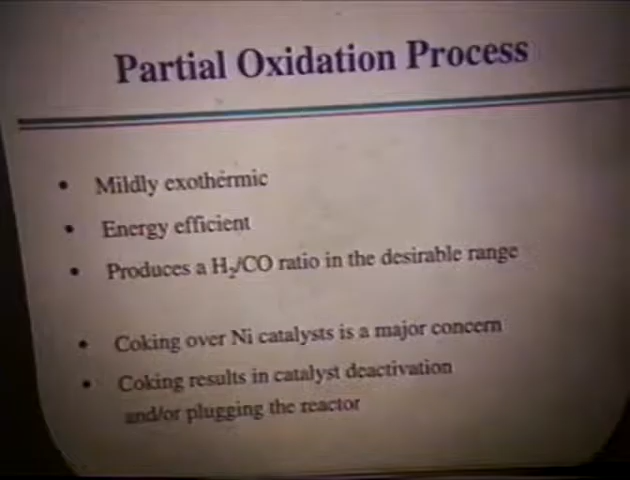 Partial Oxidation Process
• Mildly exothermic
• Energy efficient
• Produces a H₂/CO ratio in the desirable range
• Coking over Ni catalysts is a major concern
• Coking results in catalyst deactivation
and/or plugging the reactor